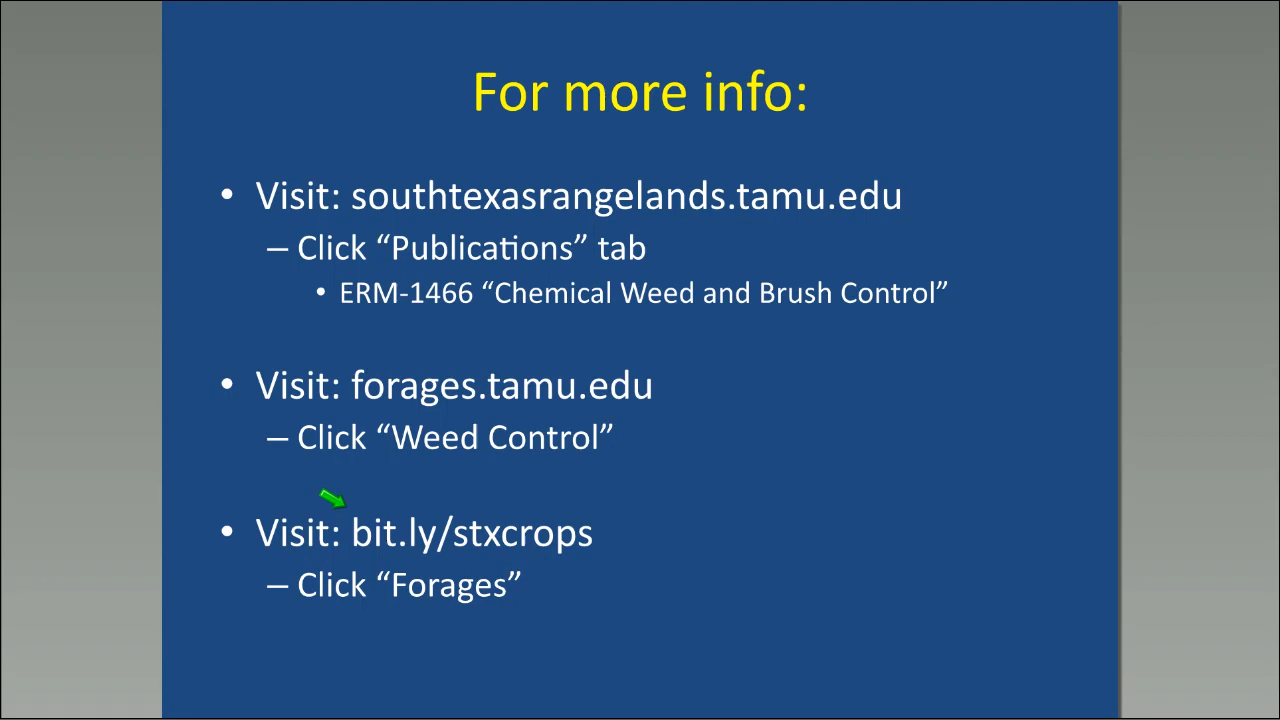 For more info:
• Visit: southtexasrangelands.tamu.edu
– Click “Publications” tab
• ERM-1466 “Chemical Weed and Brush Control”
• Visit: forages.tamu.edu
– Click “Weed Control”
• Visit: bit.ly/stxcrops
– Click “Forages”